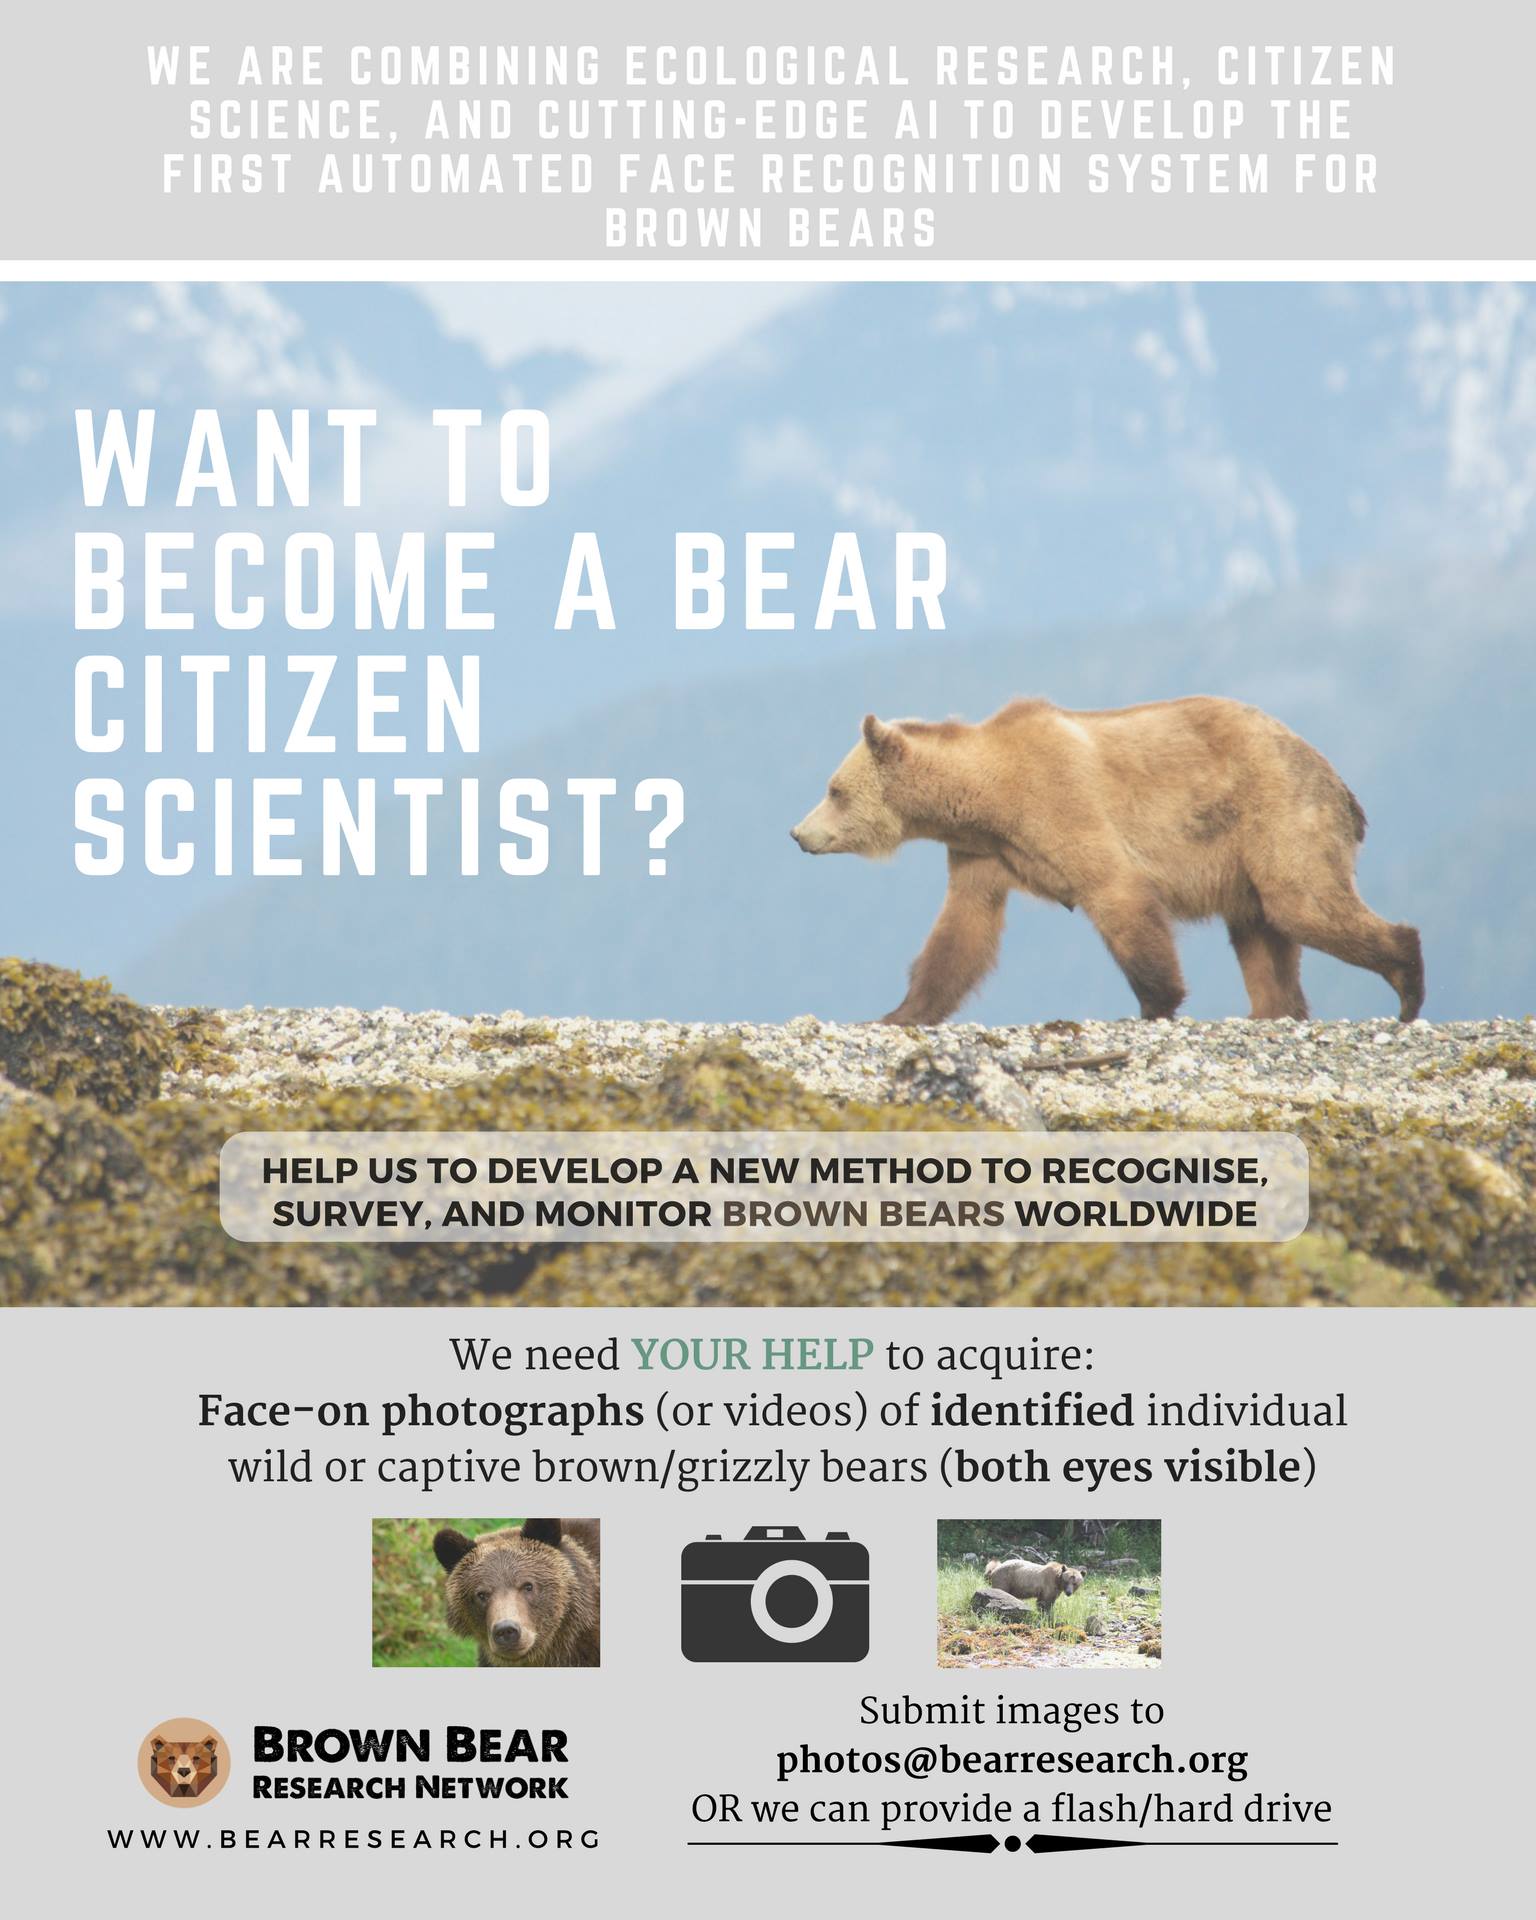 WE ARE COMBINING ECOLOGICAL RESEARCH, CITIZEN
SCIENCE, AND CUTTING-EDGE AI TO DEVELOP THE
FIRST AUTOMATED FACE RECOGNITION SYSTEM FOR
BROWN BEARS
WANT TO
BECOME A BEAR
CITIZEN
SCIENTIST?
HELP US TO DEVELOP A NEW METHOD TO RECOGNISE,
SURVEY, AND MONITOR BROWN BEARS WORLDWIDE
We need YOUR HELP to acquire:
Face-on photographs (or videos) of identified individual
wild or captive brown/grizzly bears (both eyes visible)
BROWN BEAR
RESEARCH NETWORK
WWW.BEARRESEARCH.ORG
Submit images to
photos@bearresearch.org
OR we can provide a flash/hard drive